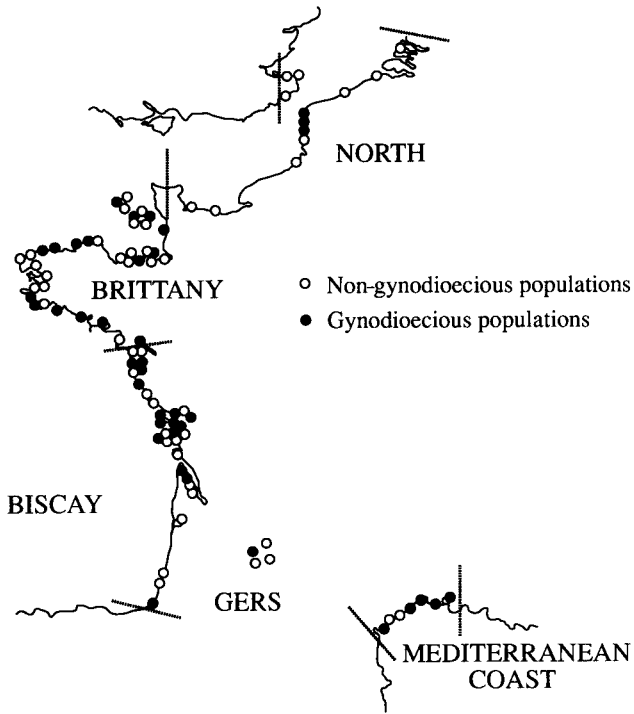 NORTH
BRITTANY
Non-gynodioecious populations
Gynodioecious populations
BISCAY
GERS
MEDITERRANEAN
COAST